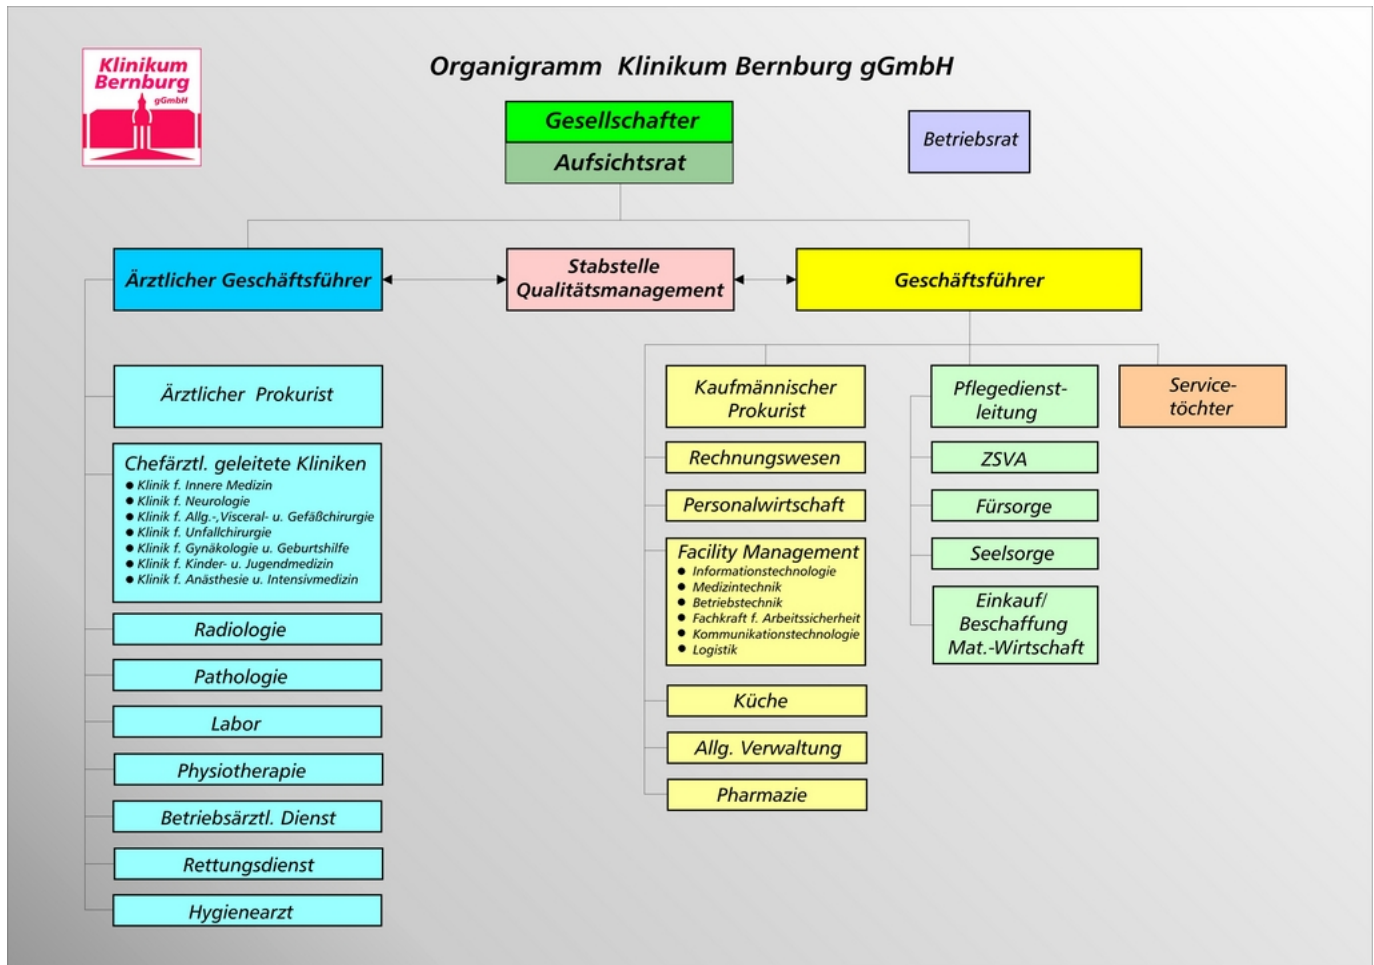 Klinikum
Bernburg
gGmbH
Organigramm Klinikum Bernburg gGmbH
Gesellschafter
Aufsichtsrat
Betriebsrat
Ärztlicher Geschäftsführer
Stabstelle
Qualitätsmanagement
Geschäftsführer
Ärztlicher Prokurist
Chefärztl. geleitete Kliniken
● Klinik f. Innere Medizin
● Klinik f. Neurologie
● Klinik f. Allg.-,Visceral- u. Gefäßchirurgie
● Klinik f. Unfallchirurgie
● Klinik f. Gynäkologie u. Geburtshilfe
● Klinik f. Kinder- u. Jugendmedizin
● Klinik f. Anästhesie u. Intensivmedizin
Radiologie
Pathologie
Labor
Physiotherapie
Betriebsärztl. Dienst
Rettungsdienst
Hygienearzt
Kaufmännischer
Prokurist
Rechnungswesen
Personalwirtschaft
Facility Management
● Informationstechnologie
● Medizintechnik
● Betriebstechnik
● Fachkraft f. Arbeitssicherheit
● Kommunikationstechnologie
● Logistik
Küche
Allg. Verwaltung
Pharmazie
Pflegedienst-
leitung
ZSVA
Fürsorge
Seelsorge
Einkauf/
Beschaffung
Mat.-Wirtschaft
Service-
töchter